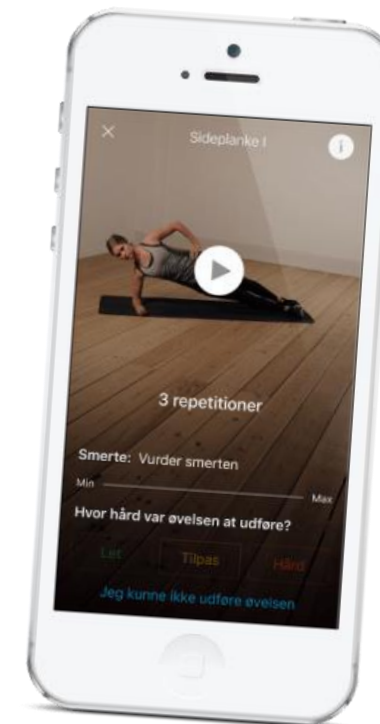 Sideplanke I
i
3 repetitioner
Smerte: Vurder smerten
Min Max
Hvor hård var øvelsen at udføre?
Let Tilpas Hård
Jeg kunne ikke udføre øvelsen